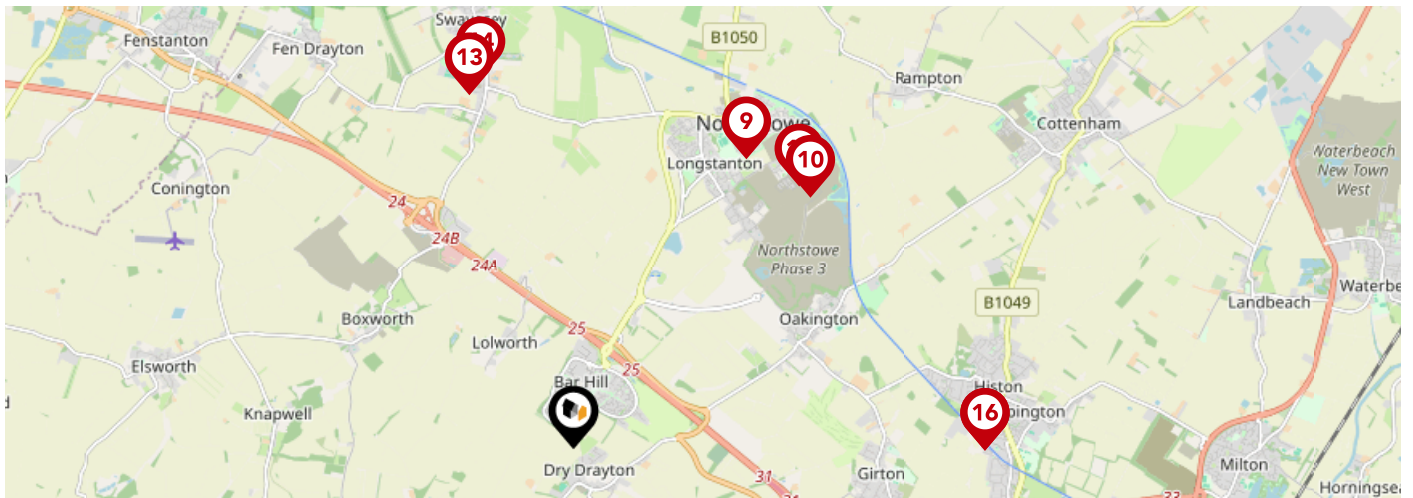 Fenstanton
Fen Drayton
13
B1050
Rampton
Cottenham
9
Longstanton
10
Conington
24
24B
24A
New Town
West
Northstowe
Phase 3
Boxworth
Lolworth
25
25
Oakington
B1049
Landbeach
Elsworth
Bar Hill
Knapwell
Histon
16
Dry Drayton
31
Girton
Milton